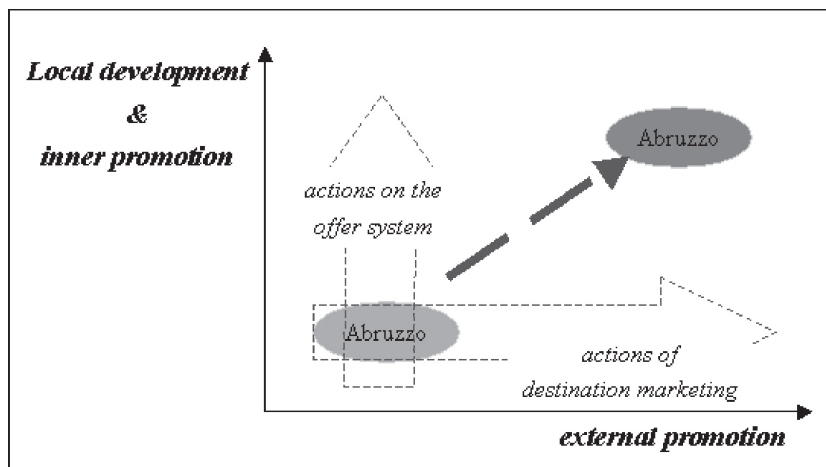 Local development
&
inner promotion
Abruzzo
actions on the
offer system
Abruzzo
actions of
destination marketing
external promotion